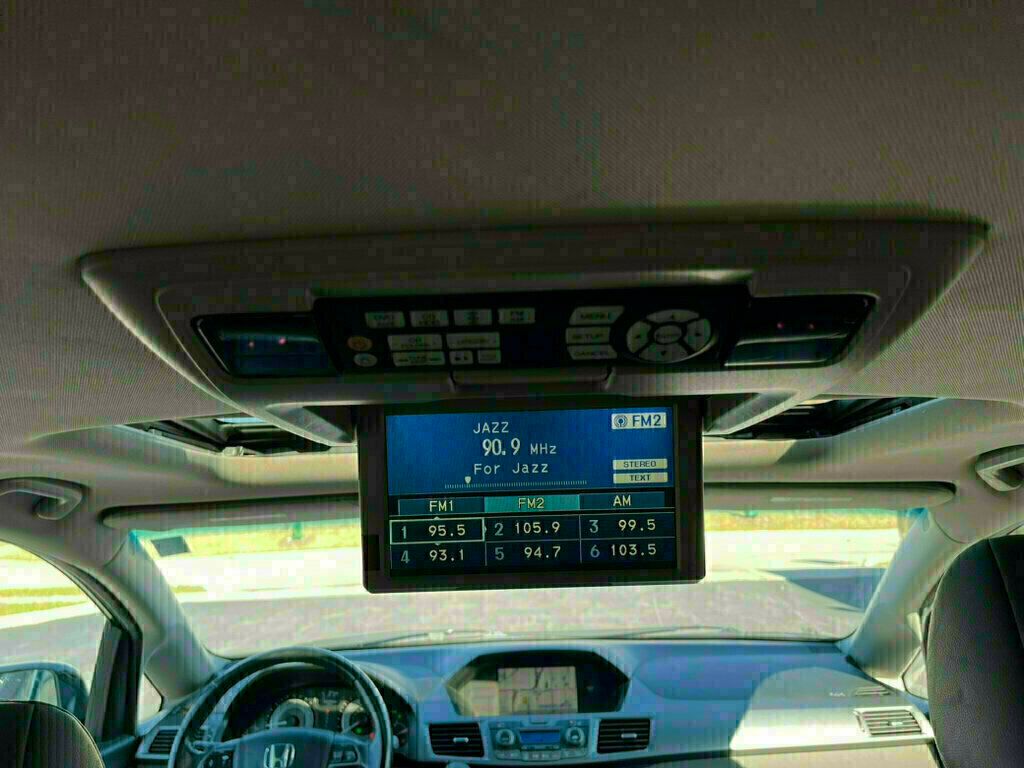 MENU
SETUP
CANCEL
JAZZ
FM2
90.9 MHz
For Jazz
STEREO
TEXT
FM1 FM2 AM
1 95.5 2 105.9 3 99.5
4 93.1 5 94.7 6 103.5